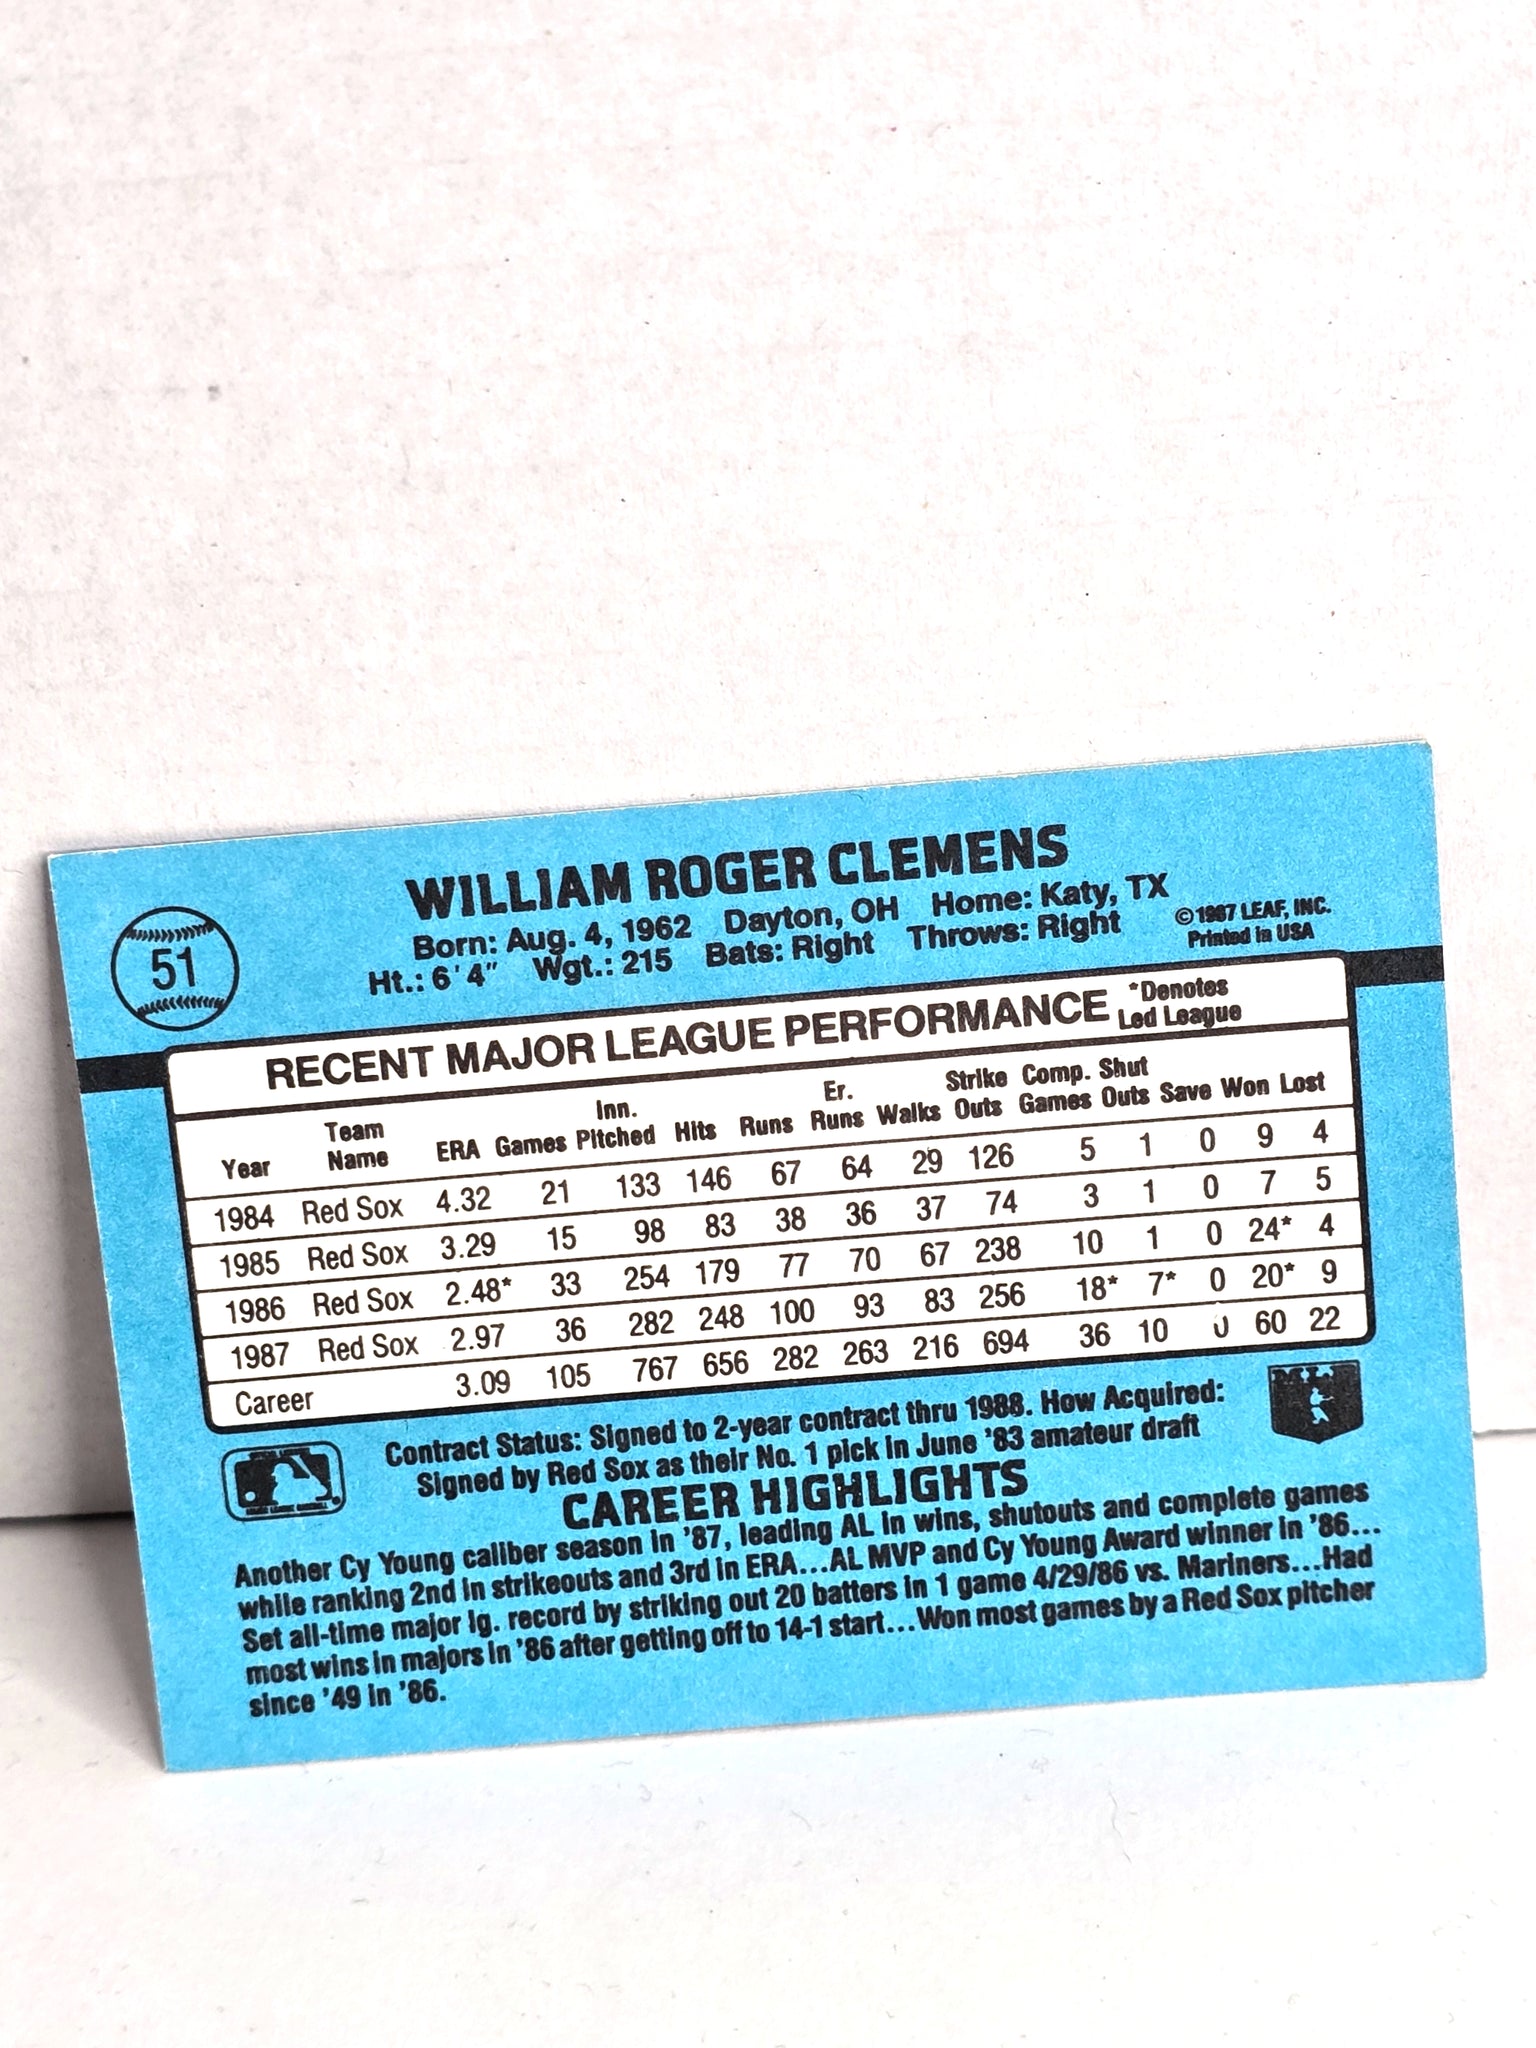 51
WILLIAM ROGER CLEMENS
Born: Aug. 4, 1962 Dayton, OH Home: Katy, TX
Ht.: 6' 4" Wgt.: 215 Bats: Right Throws: Right
©1987 LEAF, INC.
Printed in USA
RECENT MAJOR LEAGUE PERFORMANCE *Denotes Led League
Year Team Name ERA Games Inn. Pitched Hits Runs Er. Runs Walks Strike Outs Comp. Games Shut Outs Save Won Lost
1984 Red Sox 4.32 21 133 146 67 64 29 126 5 1 0 9 4
1985 Red Sox 3.29 15 98 83 38 36 37 74 3 1 0 7 5
1986 Red Sox 2.48* 33 254 179 77 70 67 238 10 1 0 24* 4
1987 Red Sox 2.97 36 282 248 100 93 83 256 18* 7* 0 20* 9
Career 3.09 105 767 656 282 263 216 694 36 10 0 60 22
Contract Status: Signed to 2-year contract thru 1988. How Acquired:
Signed by Red Sox as their No. 1 pick in June '83 amateur draft
CAREER HIGHLIGHTS
Another Cy Young caliber season in '87, leading AL in wins, shutouts and complete games
while ranking 2nd in strikeouts and 3rd in ERA...AL MVP and Cy Young Award winner in '86...
Set all-time major lg. record by striking out 20 batters in 1 game 4/29/86 vs. Mariners...Had
most wins in majors in '86 after getting off to 14-1 start...Won most games by a Red Sox pitcher
since '49 in '86.